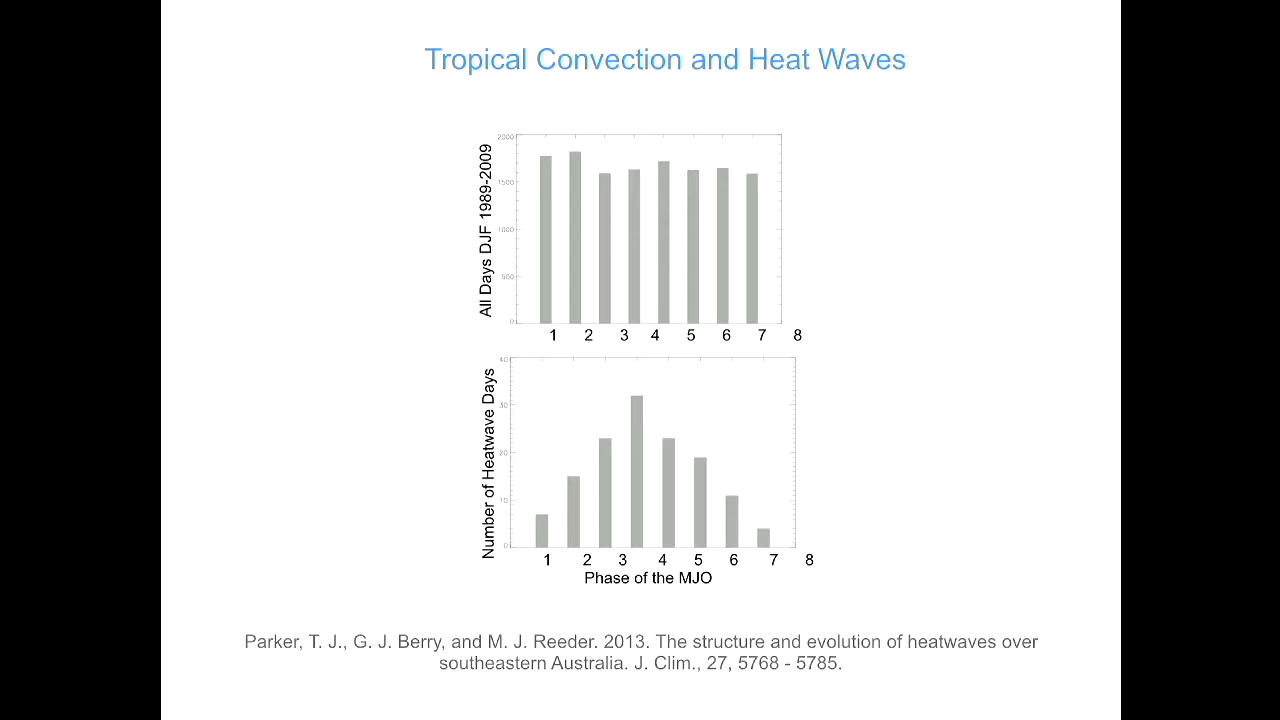 Tropical Convection and Heat Waves
All Days DJF 1989-2009
2000
1500
1000
500
0
1 2 3 4 5 6 7 8
Number of Heatwave Days
40
30
20
10
0
1 2 3 4 5 6 7 8
Phase of the MJO
Parker, T. J., G. J. Berry, and M. J. Reeder. 2013. The structure and evolution of heatwaves over
southeastern Australia. J. Clim., 27, 5768 - 5785.